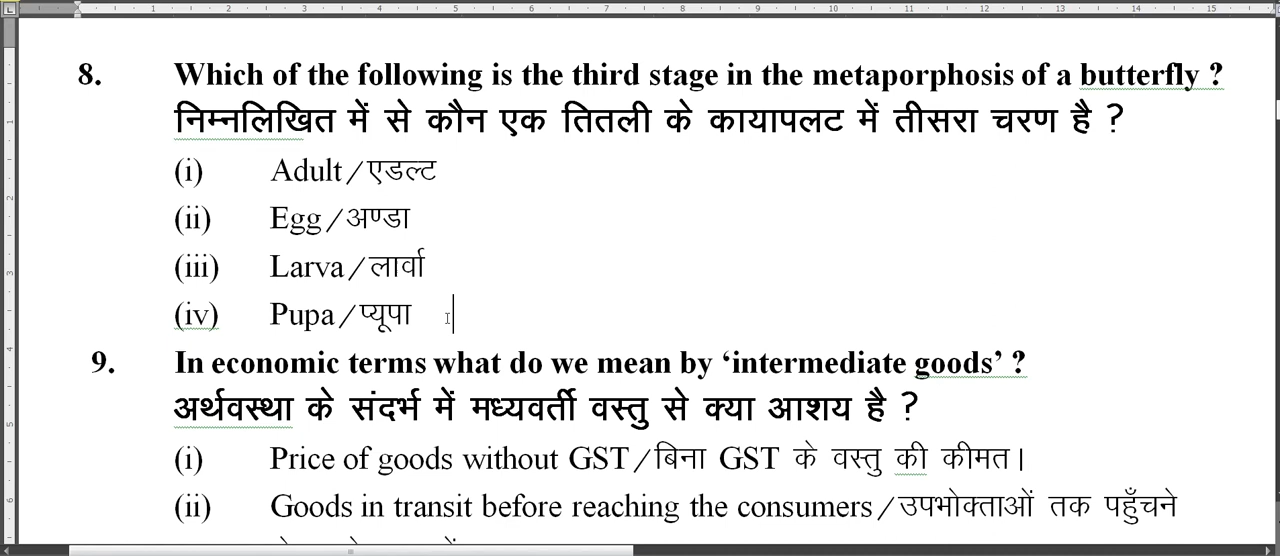 8. Which of the following is the third stage in the metaporphosis of a butterfly ?
निम्नलिखित में से कौन एक तितली के कायापलट में तीसरा चरण है ?
(i) Adult/एडल्ट
(ii) Egg/अण्डा
(iii) Larva/लार्वा
(iv) Pupa/प्यूपा
9. In economic terms what do we mean by ‘intermediate goods’ ?
अर्थवस्था के संदर्भ में मध्यवर्ती वस्तु से क्या आशय है ?
(i) Price of goods without GST/बिना GST के वस्तु की कीमत।
(ii) Goods in transit before reaching the consumers/उपभोक्ताओं तक पहुँचने